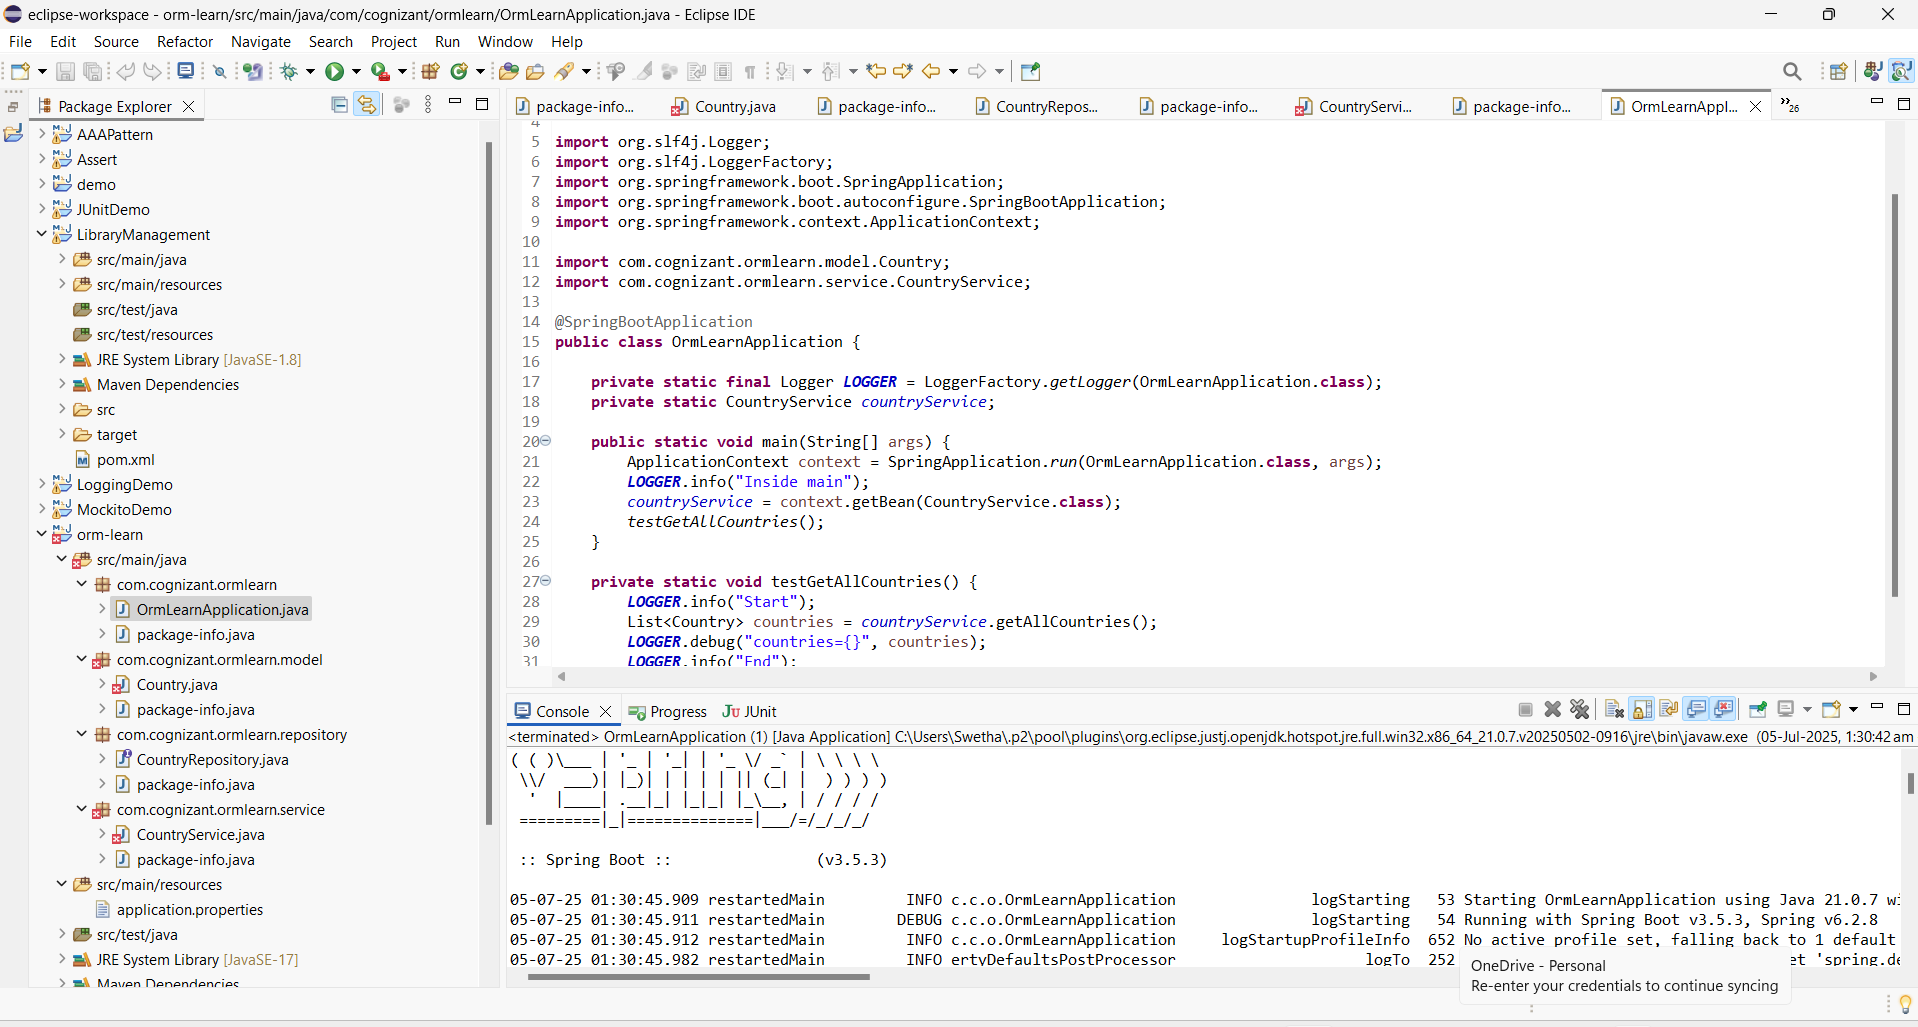 eclipse-workspace - orm-learn/src/main/java/com/cognizant/ormlearn/OrmLearnApplication.java - Eclipse IDE
File Edit Source Refactor Navigate Search Project Run Window Help
Package Explorer
AAAPattern
Assert
demo
JUnitDemo
LibraryManagement
src/main/java
src/main/resources
src/test/java
src/test/resources
JRE System Library [JavaSE-1.8]
Maven Dependencies
src
target
pom.xml
LoggingDemo
MockitoDemo
orm-learn
src/main/java
com.cognizant.ormlearn
OrmLearnApplication.java
package-info.java
com.cognizant.ormlearn.model
Country.java
package-info.java
com.cognizant.ormlearn.repository
CountryRepository.java
package-info.java
com.cognizant.ormlearn.service
CountryService.java
package-info.java
src/main/resources
application.properties
src/test/java
JRE System Library [JavaSE-17]
Maven Dependencies
package-info... Country.java package-info... CountryRepos... package-info... CountryServi... package-info... OrmLearnAppl... »26
4
5 import org.slf4j.Logger;
6 import org.slf4j.LoggerFactory;
7 import org.springframework.boot.SpringApplication;
8 import org.springframework.boot.autoconfigure.SpringBootApplication;
9 import org.springframework.context.ApplicationContext;
10
11 import com.cognizant.ormlearn.model.Country;
12 import com.cognizant.ormlearn.service.CountryService;
13
14 @SpringBootApplication
15 public class OrmLearnApplication {
16
17 private static final Logger LOGGER = LoggerFactory.getLogger(OrmLearnApplication.class);
18 private static CountryService countryService;
19
20 public static void main(String[] args) {
21 ApplicationContext context = SpringApplication.run(OrmLearnApplication.class, args);
22 LOGGER.info("Inside main");
23 countryService = context.getBean(CountryService.class);
24 testGetAllCountries();
25 }
26
27 private static void testGetAllCountries() {
28 LOGGER.info("Start");
29 List<Country> countries = countryService.getAllCountries();
30 LOGGER.debug("countries={}", countries);
31 LOGGER.info("End");
Console Progress JUnit
<terminated> OrmLearnApplication (1) [Java Application] C:\Users\Swetha\.p2\pool\plugins\org.eclipse.justj.openjdk.hotspot.jre.full.win32.x86_64_21.0.7.v20250502-0916\jre\bin\javaw.exe (05-Jul-2025, 1:30:42 am
( ( )\___ | '_ | '_| | '_ \/ _` | \ \ \ \
\\/ ___)| |_)| | | | | || (_| | ) ) ) )
' |____| .__|_| |_|_| |_\__, | / / / /
=========|_|==============|___/=/_/_/_/
:: Spring Boot :: (v3.5.3)
05-07-25 01:30:45.909 restartedMain INFO c.c.o.OrmLearnApplication logStarting 53 Starting OrmLearnApplication using Java 21.0.7 wi
05-07-25 01:30:45.911 restartedMain DEBUG c.c.o.OrmLearnApplication logStarting 54 Running with Spring Boot v3.5.3, Spring v6.2.8
05-07-25 01:30:45.912 restartedMain INFO c.c.o.OrmLearnApplication logStartupProfileInfo 652 No active profile set, falling back to 1 default
05-07-25 01:30:45.982 restartedMain INFO ertyDefaultsPostProcessor logTo 252 et 'spring.de
OneDrive - Personal
Re-enter your credentials to continue syncing